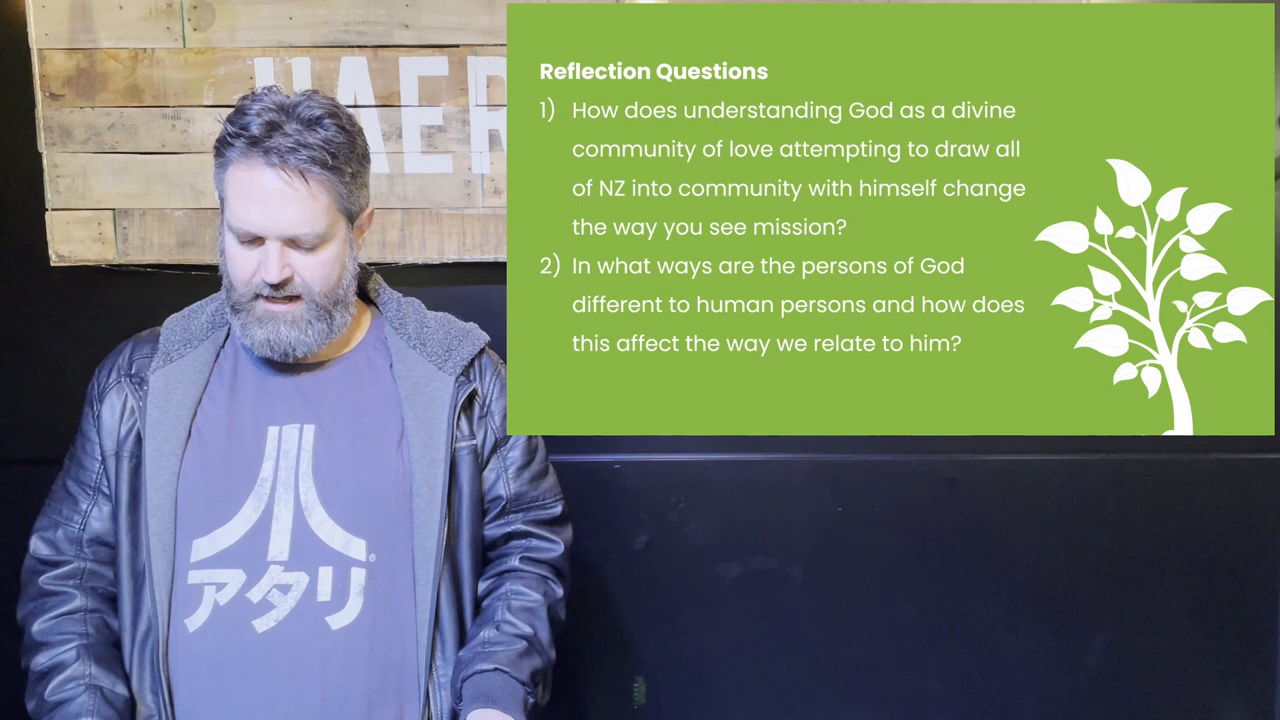 HAER
Reflection Questions
1) How does understanding God as a divine
community of love attempting to draw all
of NZ into community with himself change
the way you see mission?
2) In what ways are the persons of God
different to human persons and how does
this affect the way we relate to him?
アタリ